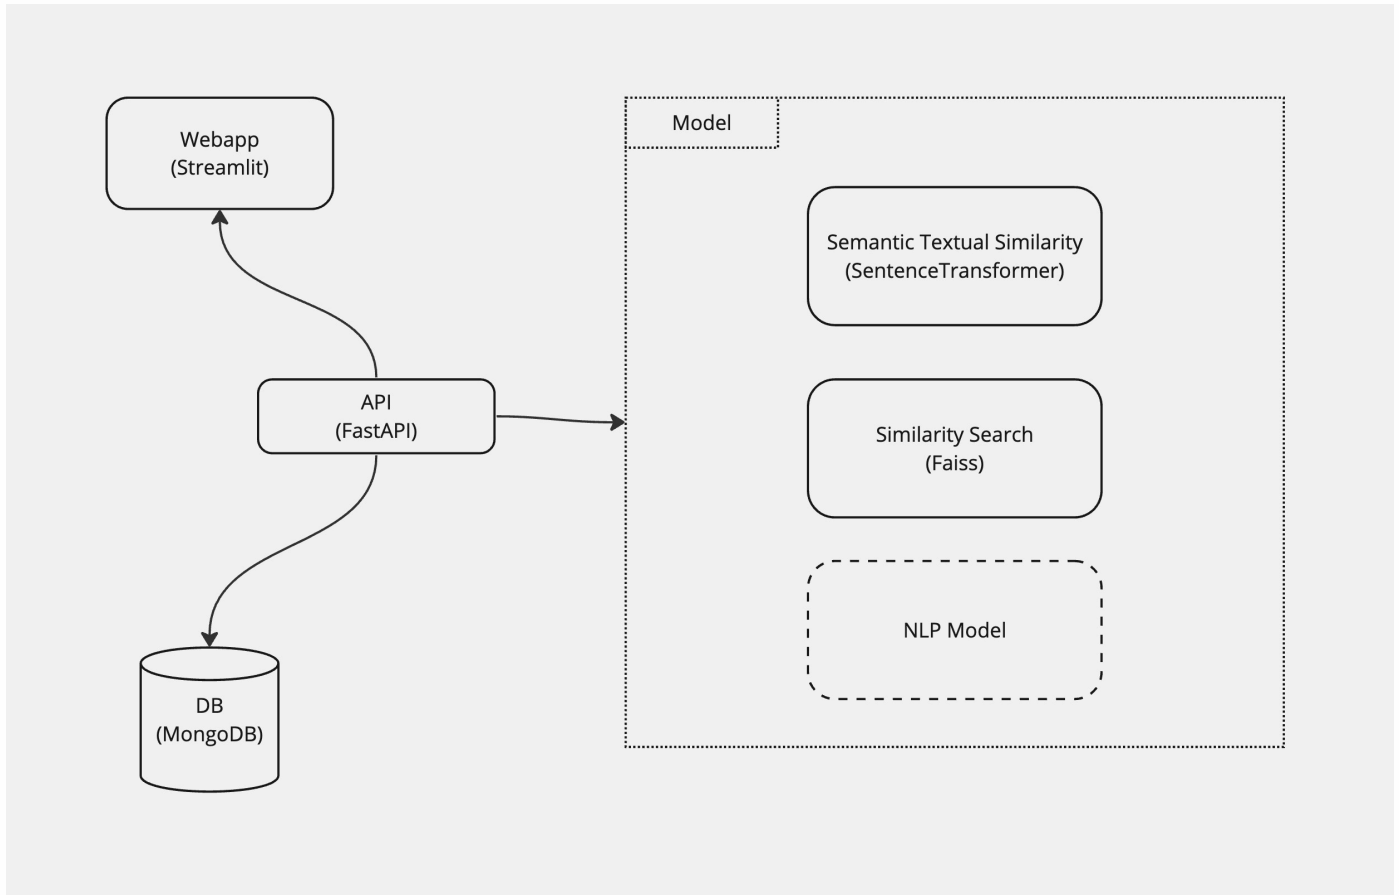 Webapp
(Streamlit)
Model
Semantic Textual Similarity
(SentenceTransformer)
API
(FastAPI)
Similarity Search
(Faiss)
NLP Model
DB
(MongoDB)